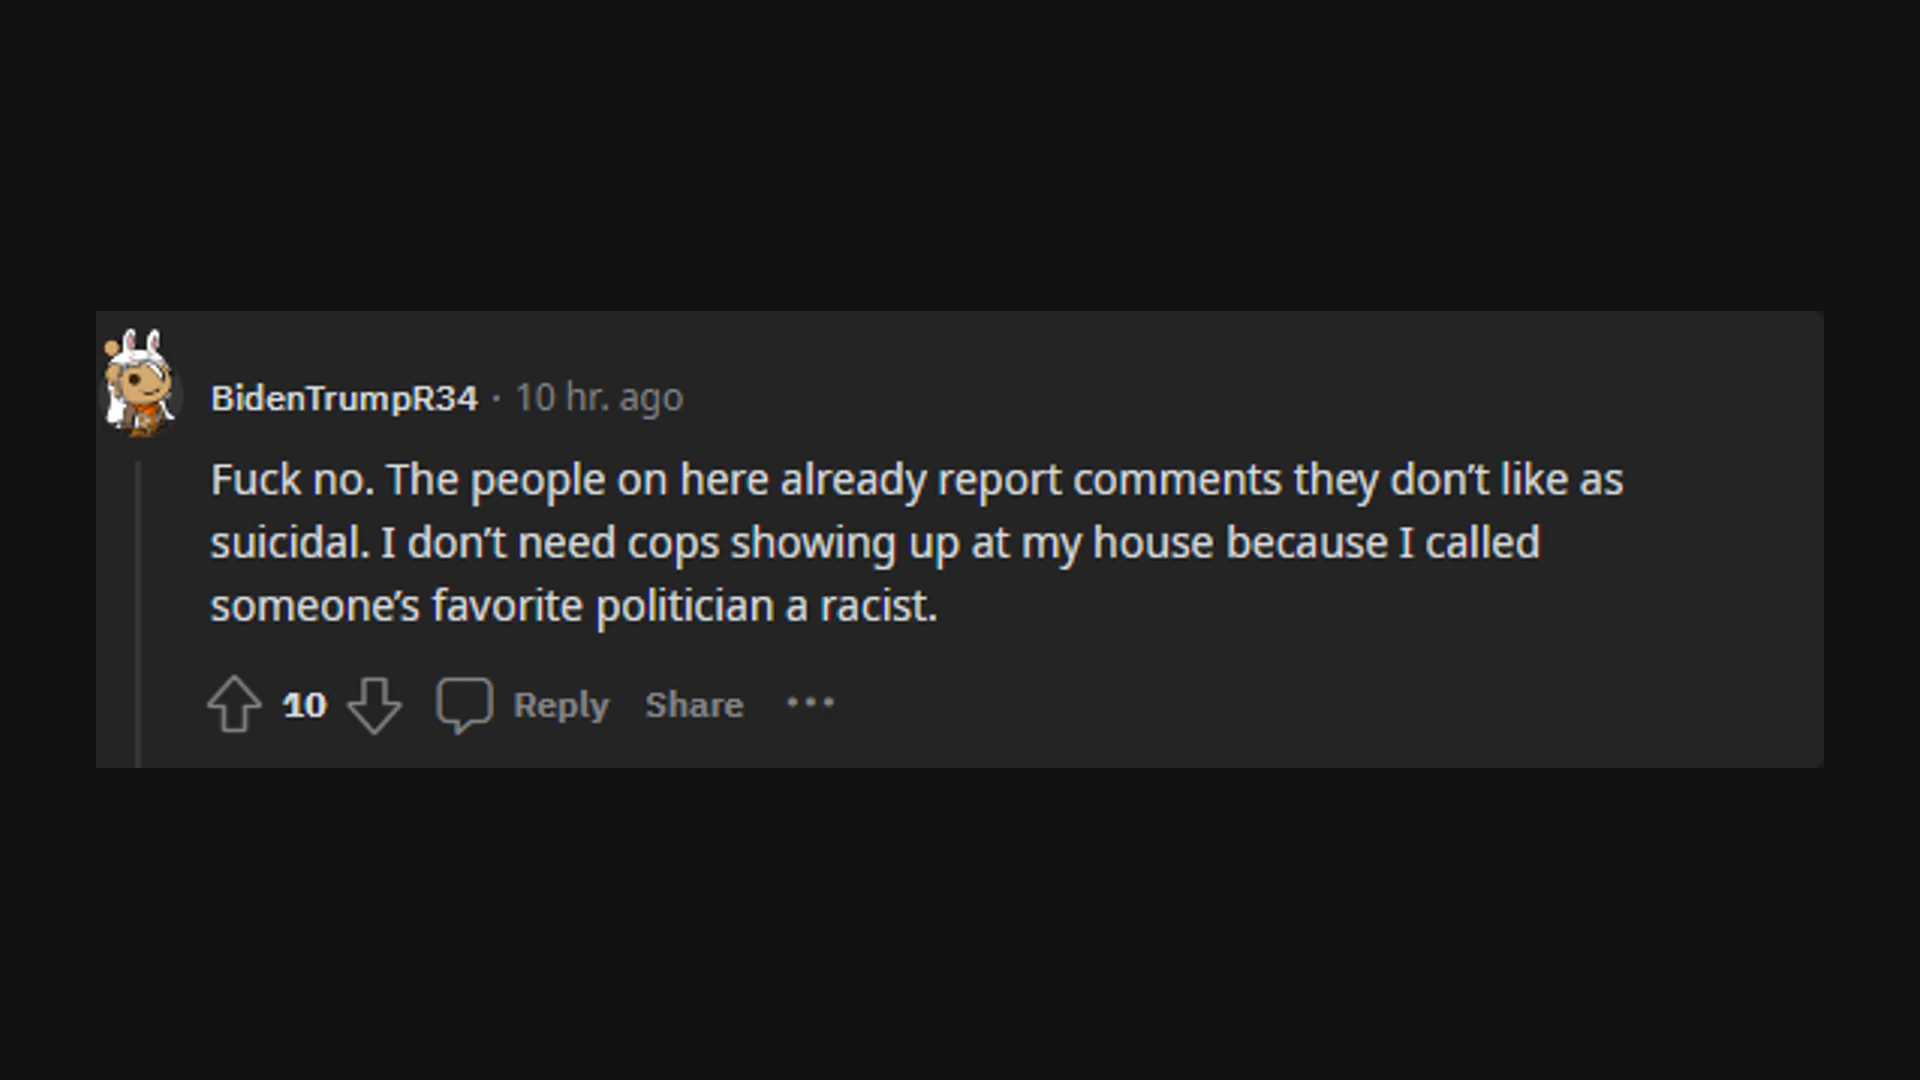 BidenTrumpR34 · 10 hr. ago
Fuck no. The people on here already report comments they don’t like as
suicidal. I don’t need cops showing up at my house because I called
someone’s favorite politician a racist.
10 Reply Share ···